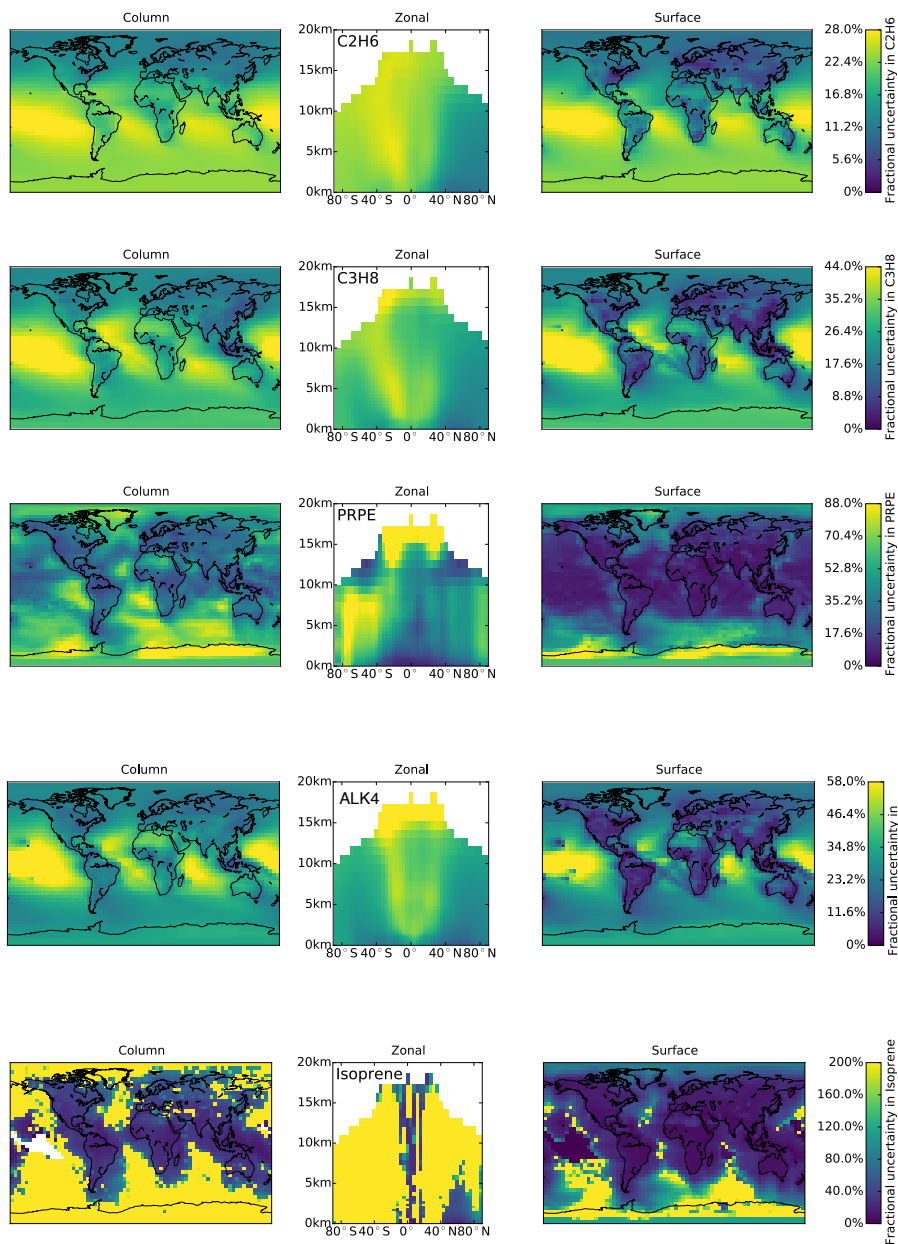 Column Zonal Surface
20km C2H6 28.0%
15km 22.4%
10km 16.8%
5km 11.2%
5.6%
0km 0%
80°S 40°S 0° 40°N 80°N
Fractional uncertainty in C2H6
Column Zonal Surface
20km C3H8 44.0%
15km 35.2%
10km 26.4%
5km 17.6%
8.8%
0km 0%
80°S 40°S 0° 40°N 80°N
Fractional uncertainty in C3H8
Column Zonal Surface
20km PRPE 88.0%
15km 70.4%
10km 52.8%
5km 35.2%
17.6%
0km 0%
80°S 40°S 0° 40°N 80°N
Fractional uncertainty in PRPE
Column Zonal Surface
20km ALK4 58.0%
15km 46.4%
10km 34.8%
5km 23.2%
11.6%
0km 0%
80°S 40°S 0° 40°N 80°N
Fractional uncertainty in
Column Zonal Surface
20km Isoprene 200%
15km 160.0%
10km 120.0%
5km 80.0%
40.0%
0km 0%
80°S 40°S 0° 40°N 80°N
Fractional uncertainty in Isoprene